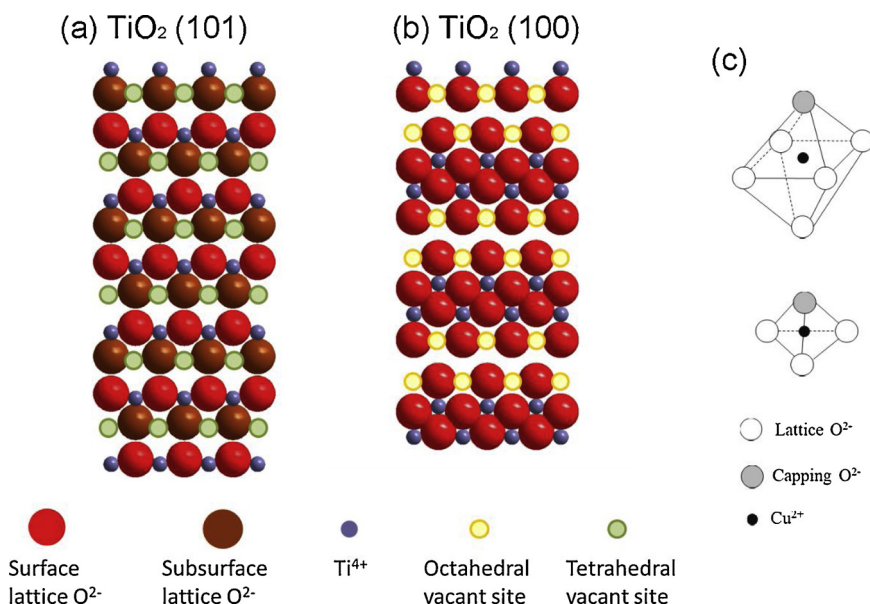 (a) TiO₂ (101)
(b) TiO₂ (100)
(c)
Lattice O²⁻
Capping O²⁻
Cu²⁺
Surface
lattice O²⁻
Subsurface
lattice O²⁻
Ti⁴⁺
Octahedral
vacant site
Tetrahedral
vacant site